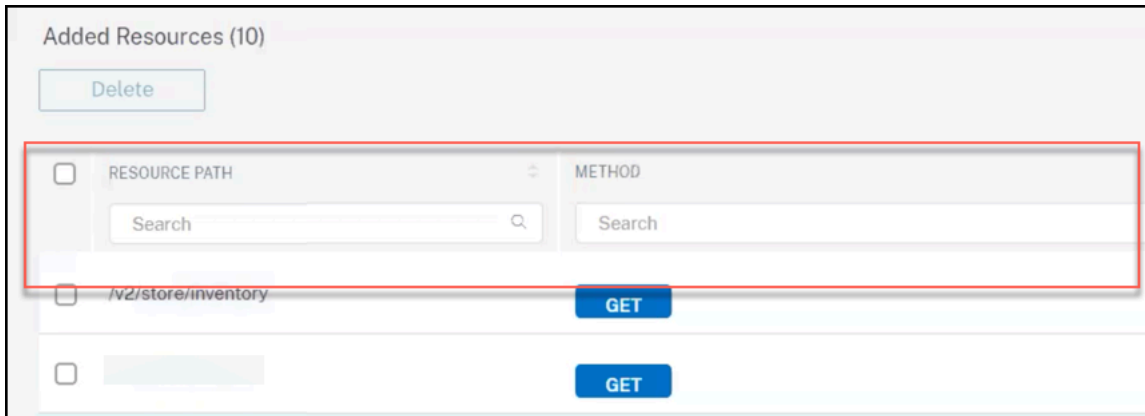 Added Resources (10)
Delete
RESOURCE PATH METHOD
Search Search
/v2/store/inventory GET
GET